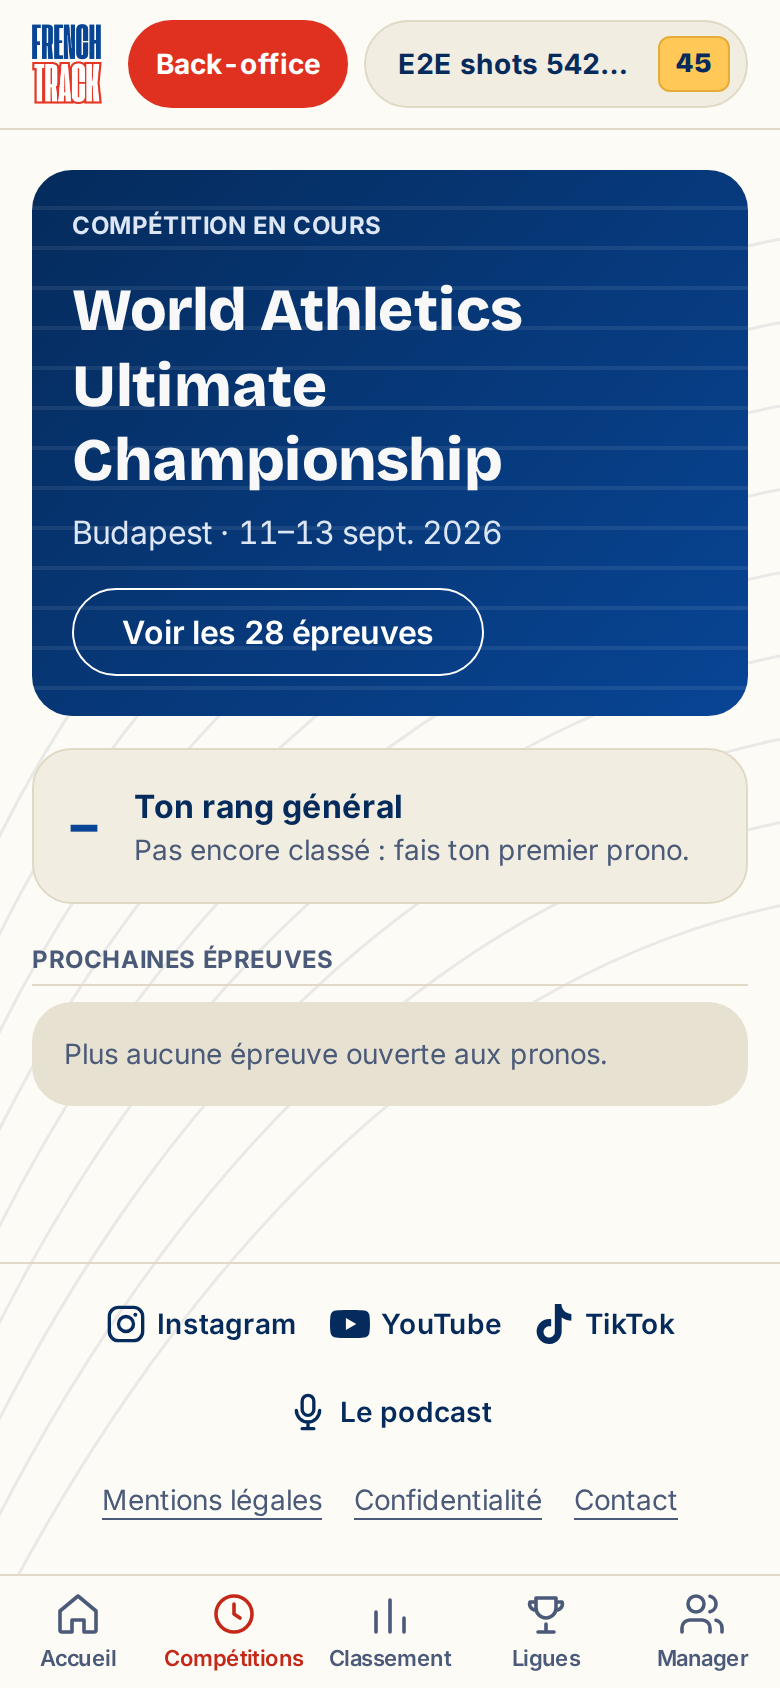 FRENCH
TRACK
Back-office
E2E shots 542...
45
COMPÉTITION EN COURS
World Athletics
Ultimate
Championship
Budapest · 11–13 sept. 2026
Voir les 28 épreuves
–
Ton rang général
Pas encore classé : fais ton premier prono.
PROCHAINES ÉPREUVES
Plus aucune épreuve ouverte aux pronos.
Instagram
YouTube
TikTok
Le podcast
Mentions légales
Confidentialité
Contact
Accueil
Compétitions
Classement
Ligues
Manager